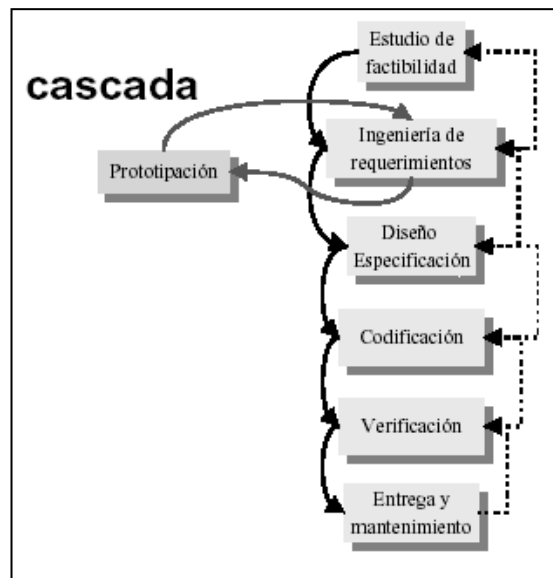 cascada
Estudio de
factibilidad
Ingeniería de
requerimientos
Prototipación
Diseño
Especificación
Codificación
Verificación
Entrega y
mantenimiento